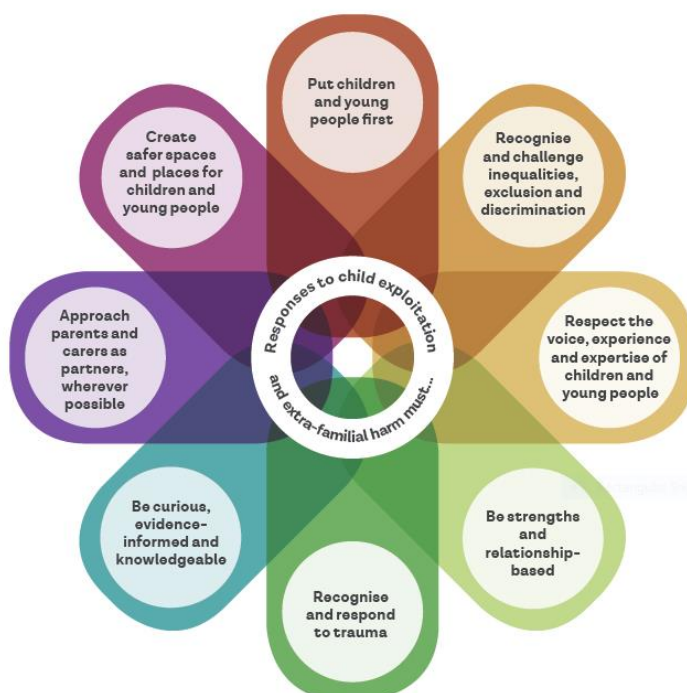 Responses to child exploitation
and extra-familial harm must...
Put children
and young
people first
Recognise
and challenge
inequalities,
exclusion and
discrimination
Respect the
voice, experience
and expertise of
children and
young people
Be strengths
and
relationship-
based
Recognise
and respond
to trauma
Be curious,
evidence-
informed and
knowledgeable
Approach
parents and
carers as
partners,
wherever
possible
Create
safer spaces
and places for
children and
young people